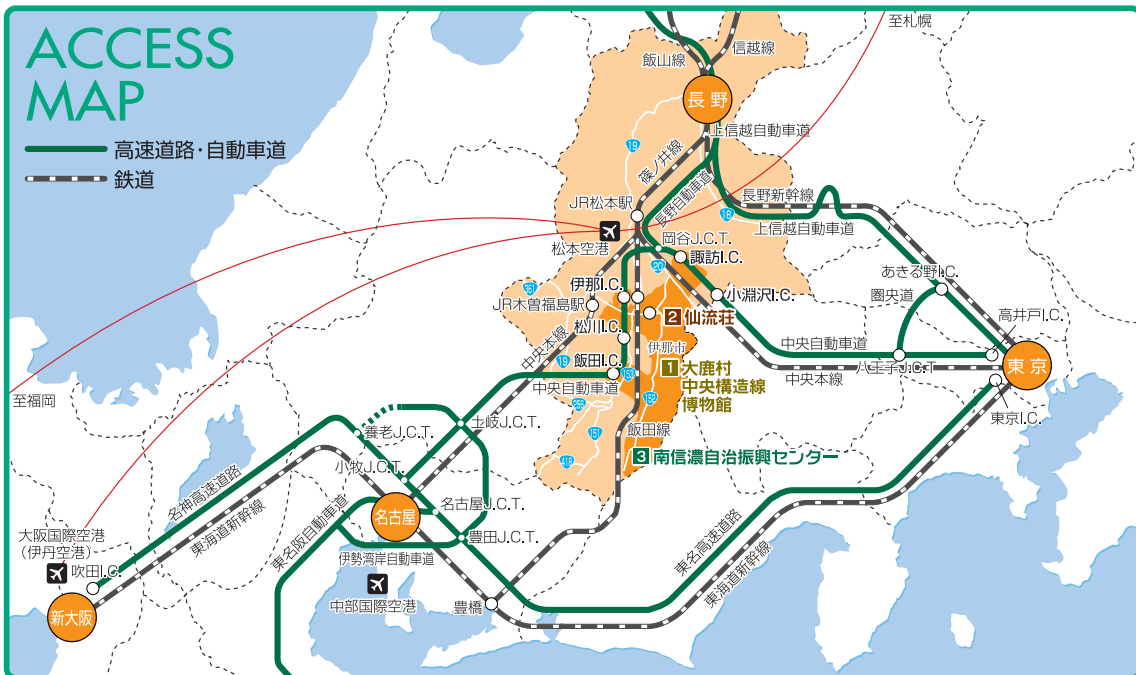 ACCESS
MAP
高速道路・自動車道
鉄道
至札幌
飯山線
信越線
長野
上信越自動車道
19
篠ノ井線
長野自動車道
JR松本駅
18
長野新幹線
上信越自動車道
松本空港
岡谷J.C.T.
諏訪I.C.
20
あきる野I.C.
圏央道
361
伊那I.C.
小淵沢I.C.
高井戸I.C.
JR木曽福島駅
2 仙流荘
松川I.C.
伊那市
中央自動車道
中央本線
19
飯田I.C.
153
1 大鹿村
中央構造線
博物館
中央本線
八王子J.C.T
東京
中央自動車道
至福岡
256
152
東京I.C.
土岐J.C.T.
151
飯田線
養老J.C.T.
418
3 南信濃自治振興センター
小牧J.C.T.
名神高速道路
東海道新幹線
名古屋
名古屋J.C.T.
東名阪自動車道
豊田J.C.T.
東名高速道路
東海道新幹線
大阪国際空港
(伊丹空港)
吹田I.C.
伊勢湾岸自動車道
中部国際空港
豊橋
新大阪